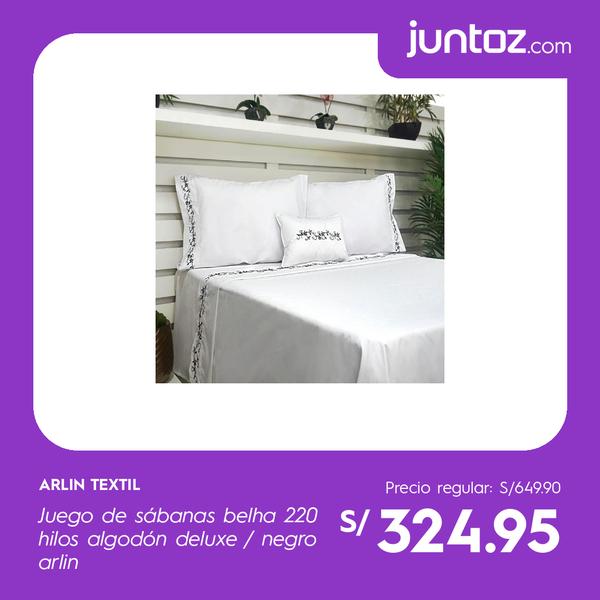 juntoz.com
ARLIN TEXTIL
Juego de sábanas belha 220
hilos algodón deluxe / negro
arlin
Precio regular: S/649.90
S/ 324.95